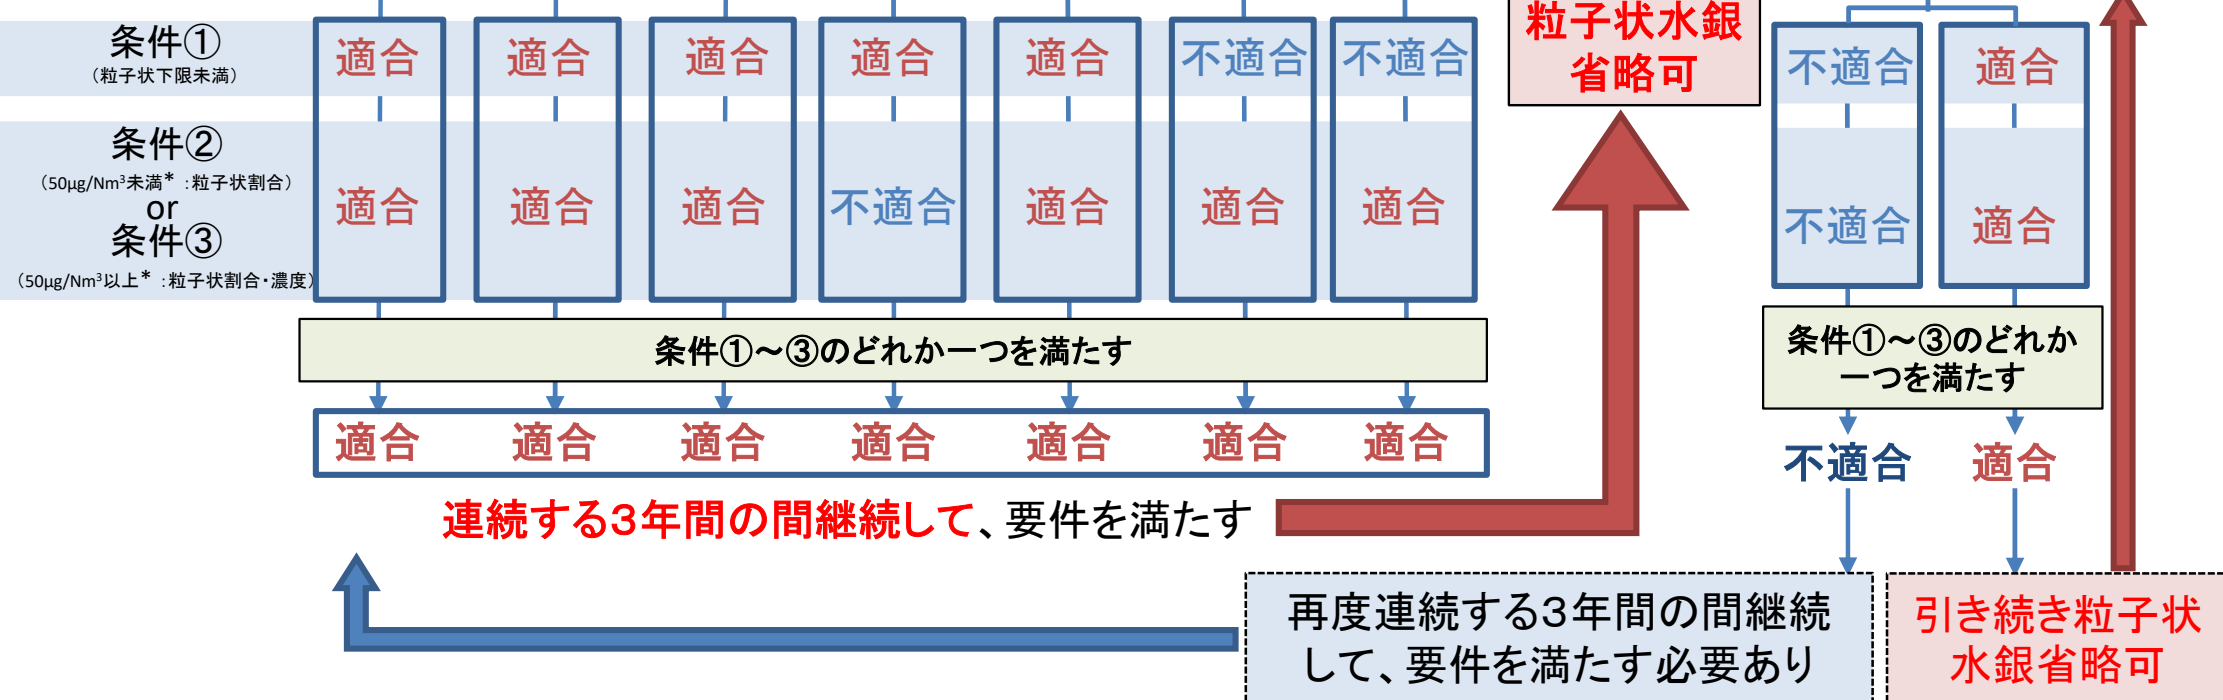 粒子状水銀
省略可
条件①
（粒子状下限未満）
適合 適合 適合 適合 適合 不適合 不適合 不適合 適合
条件②
（50μg/Nm³未満* ：粒子状割合）
or
条件③
（50μg/Nm³以上* ：粒子状割合・濃度）
適合 適合 適合 不適合 適合 適合 適合 不適合 適合
条件①～③のどれか一つを満たす
条件①～③のどれか
一つを満たす
適合 適合 適合 適合 適合 適合 適合 不適合 適合
連続する3年間の間継続して、要件を満たす
再度連続する3年間の間継続
して、要件を満たす必要あり
引き続き粒子状
水銀省略可